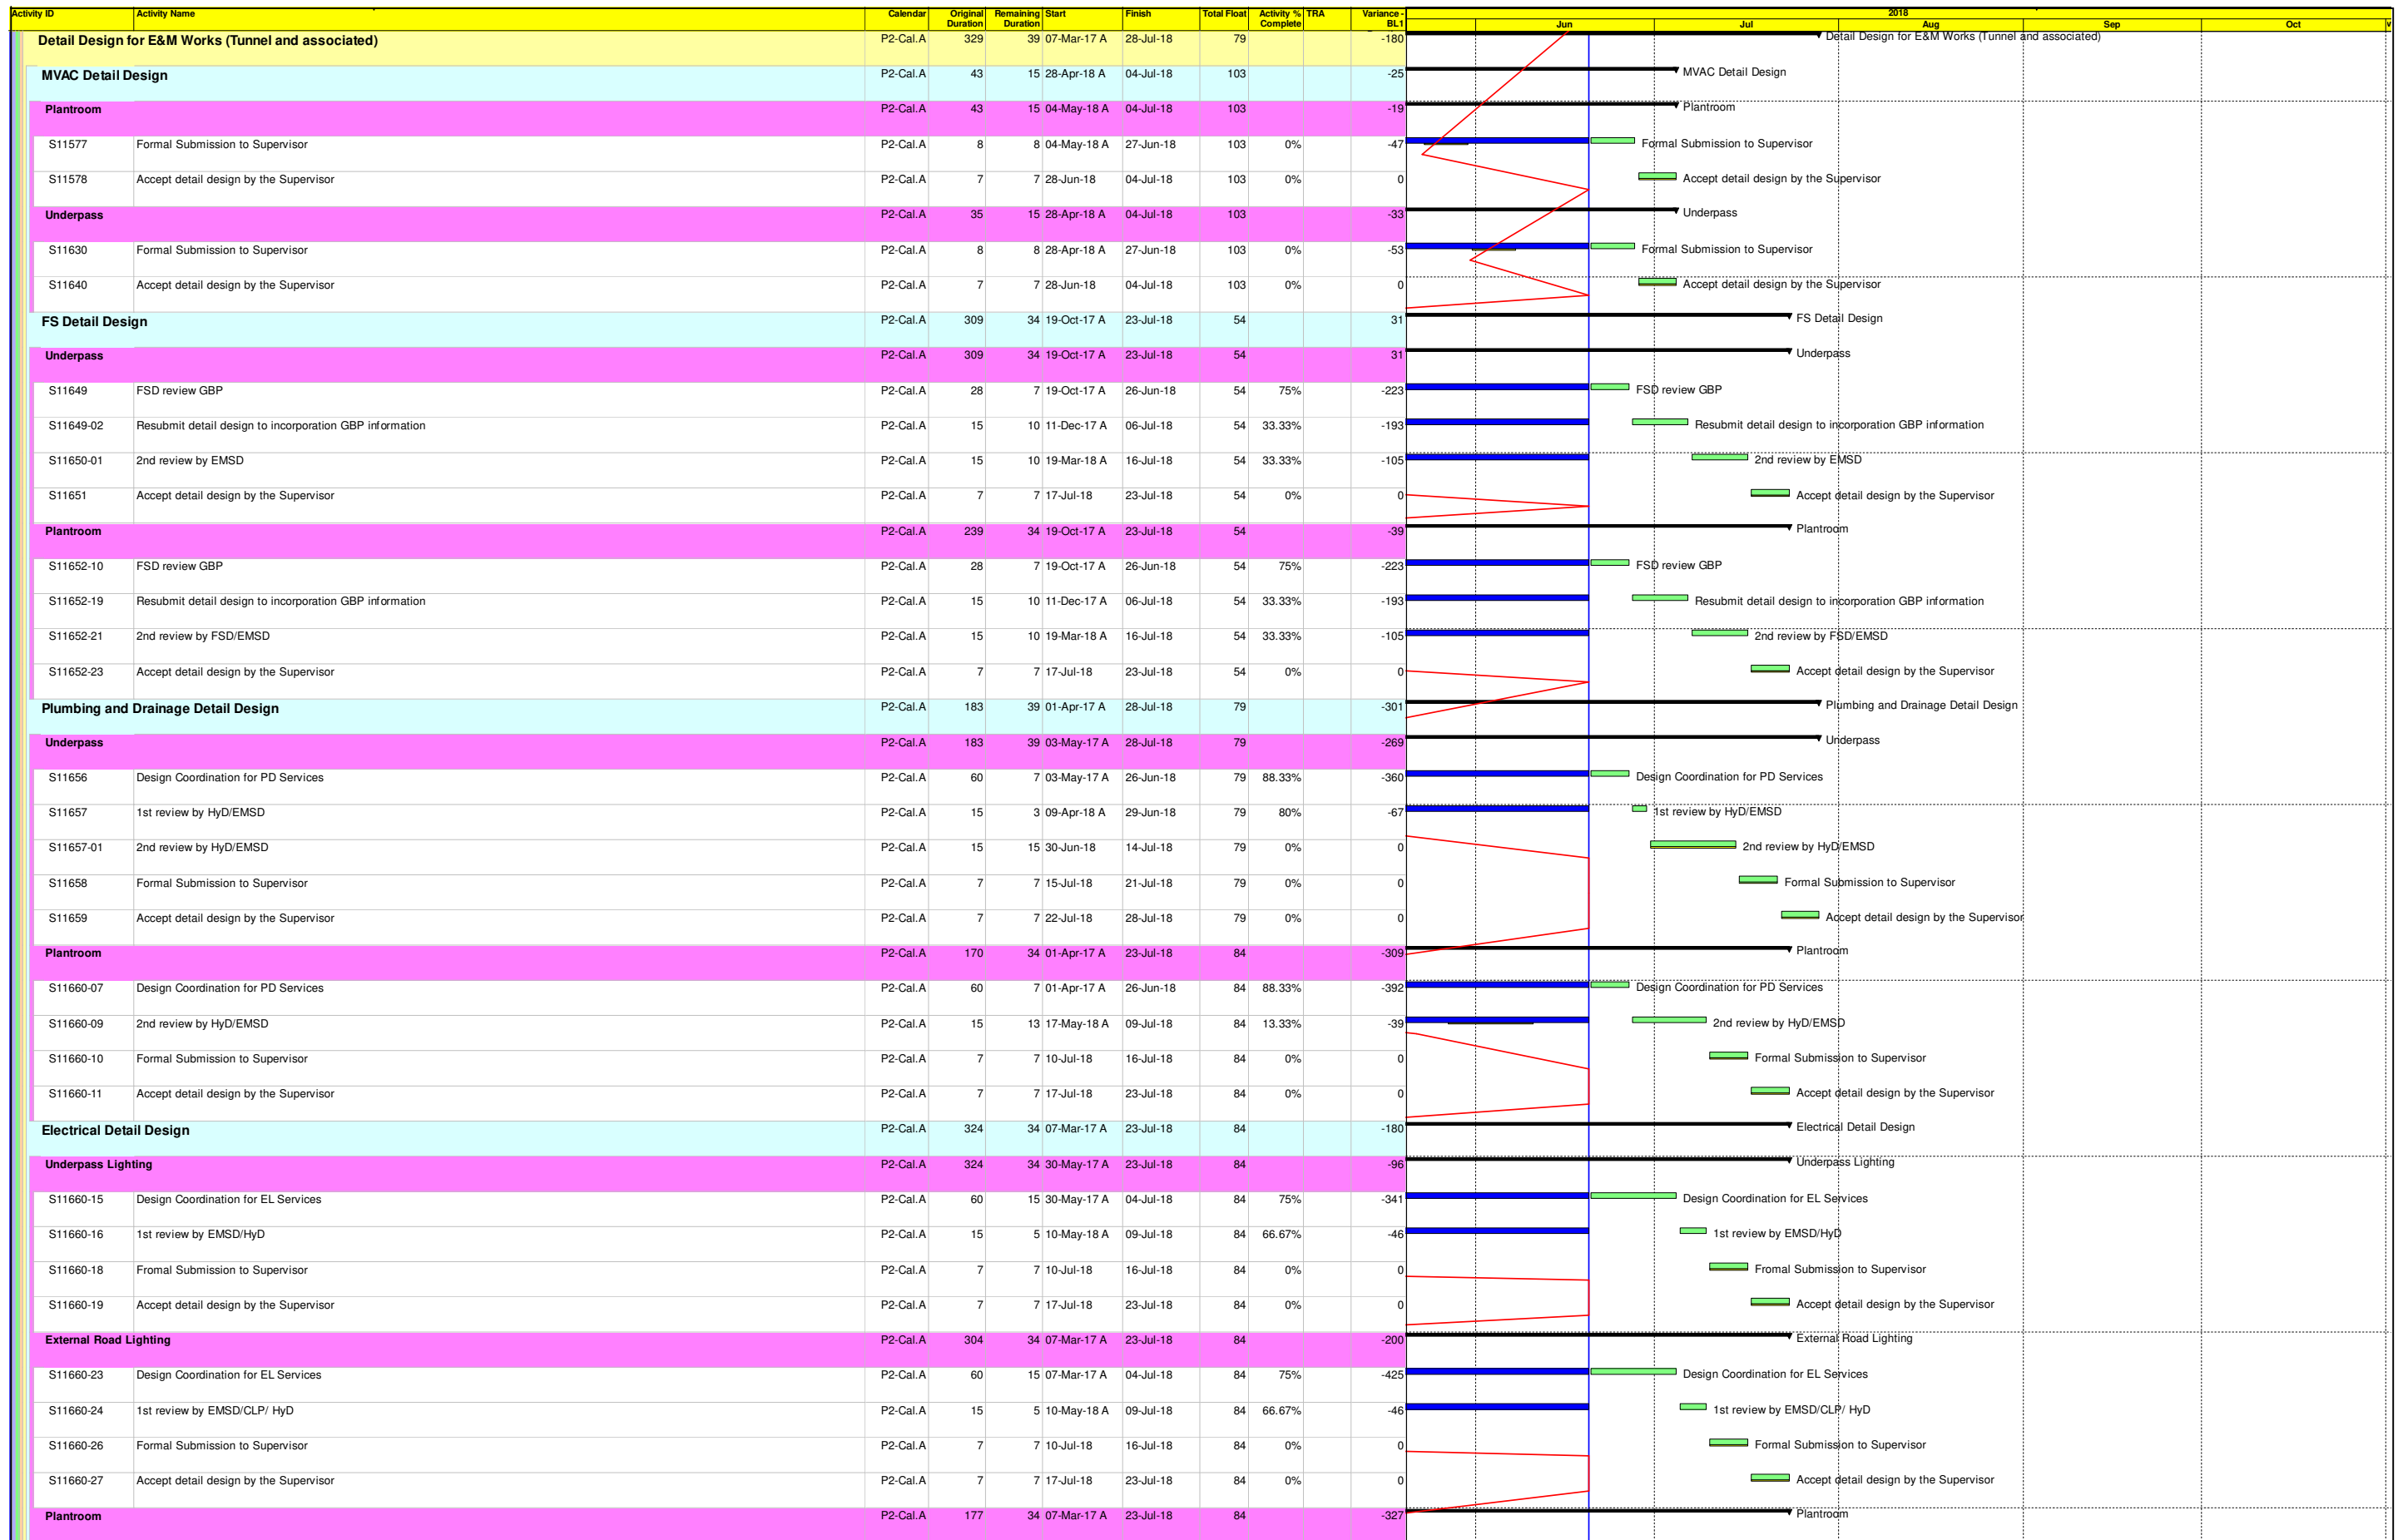 Activity ID Activity Name Calendar Original Duration Remaining Duration Start Finish Total Float Activity % Complete TRA Variance - BL1 2018
Jun Jul Aug Sep Oct
Detail Design for E&M Works (Tunnel and associated) P2-Cal.A 329 39 07-Mar-17 A 28-Jul-18 79 -180 Detail Design for E&M Works (Tunnel and associated)
MVAC Detail Design P2-Cal.A 43 15 28-Apr-18 A 04-Jul-18 103 -25 MVAC Detail Design
Plantroom P2-Cal.A 43 15 04-May-18 A 04-Jul-18 103 -19 Plantroom
S11577 Formal Submission to Supervisor P2-Cal.A 8 8 04-May-18 A 27-Jun-18 103 0% -47 Formal Submission to Supervisor
S11578 Accept detail design by the Supervisor P2-Cal.A 7 7 28-Jun-18 04-Jul-18 103 0% 0 Accept detail design by the Supervisor
Underpass P2-Cal.A 35 15 28-Apr-18 A 04-Jul-18 103 -33 Underpass
S11630 Formal Submission to Supervisor P2-Cal.A 8 8 28-Apr-18 A 27-Jun-18 103 0% -53 Formal Submission to Supervisor
S11640 Accept detail design by the Supervisor P2-Cal.A 7 7 28-Jun-18 04-Jul-18 103 0% 0 Accept detail design by the Supervisor
FS Detail Design P2-Cal.A 309 34 19-Oct-17 A 23-Jul-18 54 31 FS Detail Design
Underpass P2-Cal.A 309 34 19-Oct-17 A 23-Jul-18 54 31 Underpass
S11649 FSD review GBP P2-Cal.A 28 7 19-Oct-17 A 26-Jun-18 54 75% -223 FSD review GBP
S11649-02 Resubmit detail design to incorporation GBP information P2-Cal.A 15 10 11-Dec-17 A 06-Jul-18 54 33.33% -193 Resubmit detail design to incorporation GBP information
S11650-01 2nd review by EMSD P2-Cal.A 15 10 19-Mar-18 A 16-Jul-18 54 33.33% -105 2nd review by EMSD
S11651 Accept detail design by the Supervisor P2-Cal.A 7 7 17-Jul-18 23-Jul-18 54 0% 0 Accept detail design by the Supervisor
Plantroom P2-Cal.A 239 34 19-Oct-17 A 23-Jul-18 54 -39 Plantroom
S11652-10 FSD review GBP P2-Cal.A 28 7 19-Oct-17 A 26-Jun-18 54 75% -223 FSD review GBP
S11652-19 Resubmit detail design to incorporation GBP information P2-Cal.A 15 10 11-Dec-17 A 06-Jul-18 54 33.33% -193 Resubmit detail design to incorporation GBP information
S11652-21 2nd review by FSD/EMSD P2-Cal.A 15 10 19-Mar-18 A 16-Jul-18 54 33.33% -105 2nd review by FSD/EMSD
S11652-23 Accept detail design by the Supervisor P2-Cal.A 7 7 17-Jul-18 23-Jul-18 54 0% 0 Accept detail design by the Supervisor
Plumbing and Drainage Detail Design P2-Cal.A 183 39 01-Apr-17 A 28-Jul-18 79 -301 Plumbing and Drainage Detail Design
Underpass P2-Cal.A 183 39 03-May-17 A 28-Jul-18 79 -269 Underpass
S11656 Design Coordination for PD Services P2-Cal.A 60 7 03-May-17 A 26-Jun-18 79 88.33% -360 Design Coordination for PD Services
S11657 1st review by HyD/EMSD P2-Cal.A 15 3 09-Apr-18 A 29-Jun-18 79 80% -67 1st review by HyD/EMSD
S11657-01 2nd review by HyD/EMSD P2-Cal.A 15 15 30-Jun-18 14-Jul-18 79 0% 0 2nd review by HyD/EMSD
S11658 Formal Submission to Supervisor P2-Cal.A 7 7 15-Jul-18 21-Jul-18 79 0% 0 Formal Submission to Supervisor
S11659 Accept detail design by the Supervisor P2-Cal.A 7 7 22-Jul-18 28-Jul-18 79 0% 0 Accept detail design by the Supervisor
Plantroom P2-Cal.A 170 34 01-Apr-17 A 23-Jul-18 84 -309 Plantroom
S11660-07 Design Coordination for PD Services P2-Cal.A 60 7 01-Apr-17 A 26-Jun-18 84 88.33% -392 Design Coordination for PD Services
S11660-09 2nd review by HyD/EMSD P2-Cal.A 15 13 17-May-18 A 09-Jul-18 84 13.33% -39 2nd review by HyD/EMSD
S11660-10 Formal Submission to Supervisor P2-Cal.A 7 7 10-Jul-18 16-Jul-18 84 0% 0 Formal Submission to Supervisor
S11660-11 Accept detail design by the Supervisor P2-Cal.A 7 7 17-Jul-18 23-Jul-18 84 0% 0 Accept detail design by the Supervisor
Electrical Detail Design P2-Cal.A 324 34 07-Mar-17 A 23-Jul-18 84 -180 Electrical Detail Design
Underpass Lighting P2-Cal.A 324 34 30-May-17 A 23-Jul-18 84 -96 Underpass Lighting
S11660-15 Design Coordination for EL Services P2-Cal.A 60 15 30-May-17 A 04-Jul-18 84 75% -341 Design Coordination for EL Services
S11660-16 1st review by EMSD/HyD P2-Cal.A 15 5 10-May-18 A 09-Jul-18 84 66.67% -46 1st review by EMSD/HyD
S11660-18 Fromal Submission to Supervisor P2-Cal.A 7 7 10-Jul-18 16-Jul-18 84 0% 0 Fromal Submission to Supervisor
S11660-19 Accept detail design by the Supervisor P2-Cal.A 7 7 17-Jul-18 23-Jul-18 84 0% 0 Accept detail design by the Supervisor
External Road Lighting P2-Cal.A 304 34 07-Mar-17 A 23-Jul-18 84 -200 External Road Lighting
S11660-23 Design Coordination for EL Services P2-Cal.A 60 15 07-Mar-17 A 04-Jul-18 84 75% -425 Design Coordination for EL Services
S11660-24 1st review by EMSD/CLP/ HyD P2-Cal.A 15 5 10-May-18 A 09-Jul-18 84 66.67% -46 1st review by EMSD/CLP/ HyD
S11660-26 Formal Submission to Supervisor P2-Cal.A 7 7 10-Jul-18 16-Jul-18 84 0% 0 Formal Submission to Supervisor
S11660-27 Accept detail design by the Supervisor P2-Cal.A 7 7 17-Jul-18 23-Jul-18 84 0% 0 Accept detail design by the Supervisor
Plantroom P2-Cal.A 177 34 07-Mar-17 A 23-Jul-18 84 -327 Plantroom